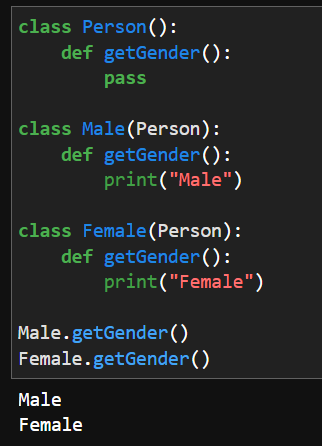 class Person():
    def getGender():
        pass

class Male(Person):
    def getGender():
        print("Male")

class Female(Person):
    def getGender():
        print("Female")

Male.getGender()
Female.getGender()
Male
Female